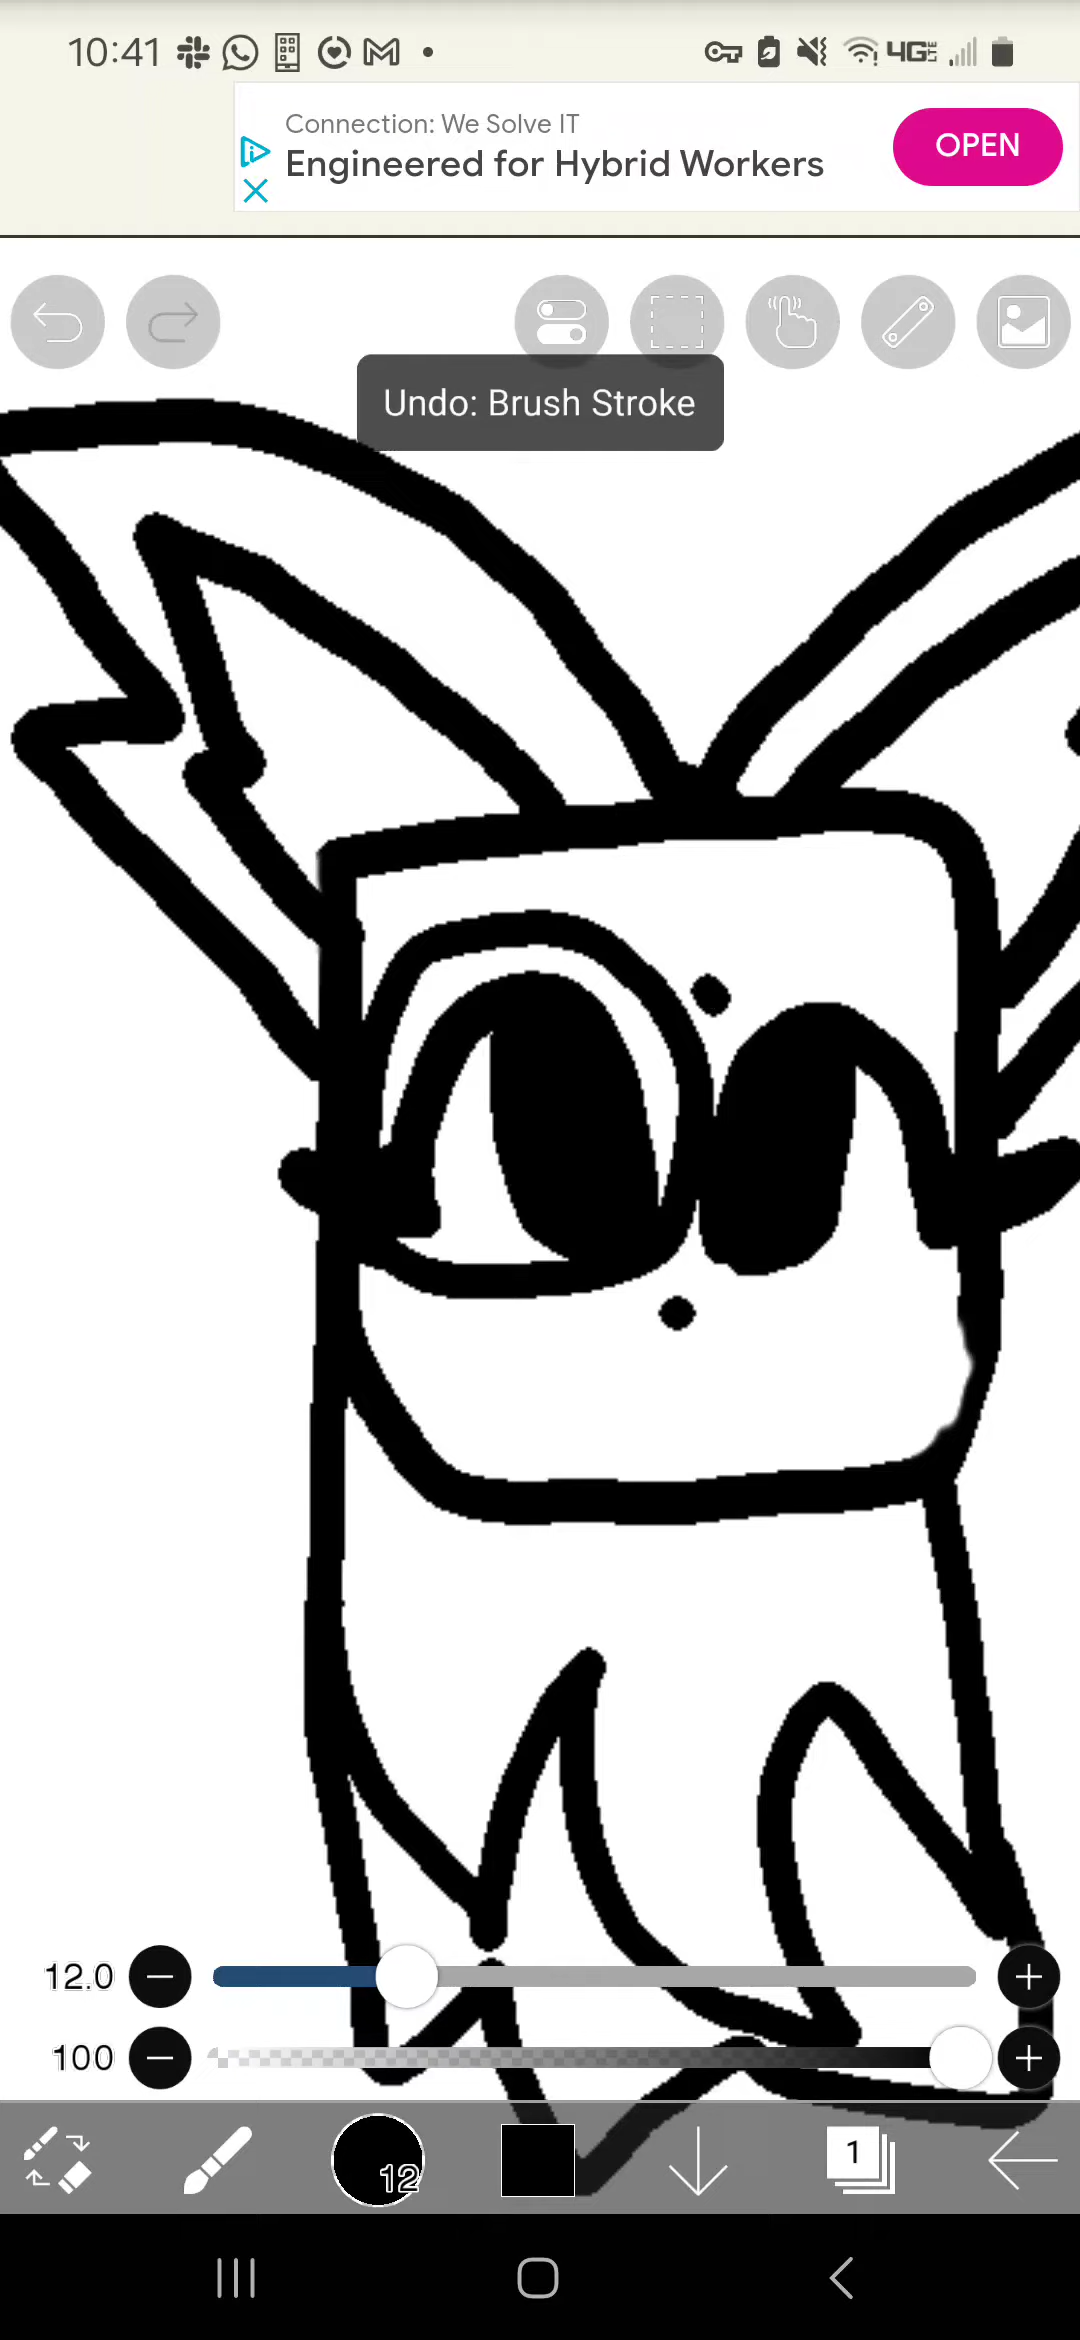 10:41
4G LTE
Connection: We Solve IT
Engineered for Hybrid Workers
OPEN
Undo: Brush Stroke
12.0
100
12
1